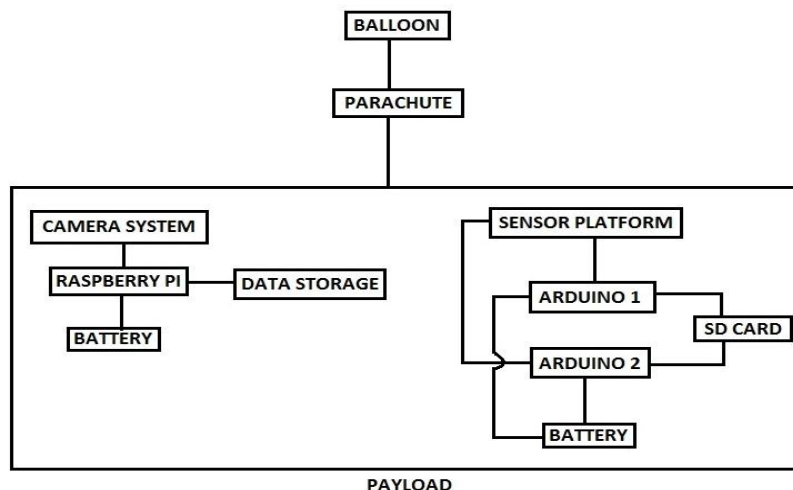 BALLOON
PARACHUTE
CAMERA SYSTEM
RASPBERRY PI
DATA STORAGE
BATTERY
SENSOR PLATFORM
ARDUINO 1
SD CARD
ARDUINO 2
BATTERY
PAYLOAD